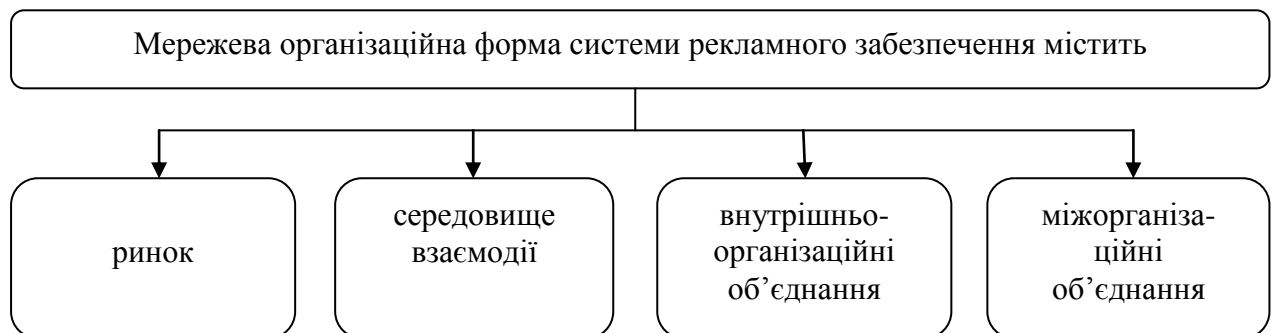 Мережева організаційна форма системи рекламного забезпечення містить
ринок
середовище
взаємодії
внутрішньо-
організаційні
об’єднання
міжорганіза-
ційні
об’єднання